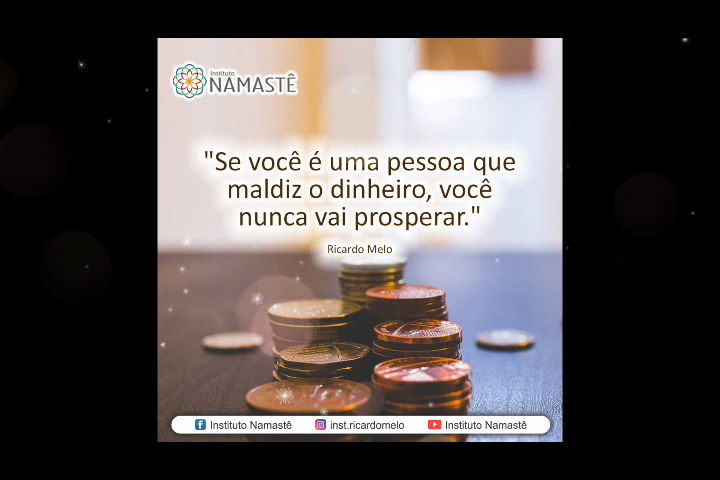 Instituto
NAMASTÊ
"Se você é uma pessoa que
maldiz o dinheiro, você
nunca vai prosperar."
Ricardo Melo
Instituto Namastê inst.ricardomelo Instituto Namastê